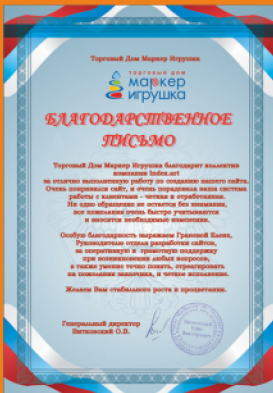 Торговый Дом Маркер Игрушка
торговый дом
маркер
игрушка
БЛАГОДАРСТВЕННОЕ
ПИСЬМО
Торговый Дом Маркер Игрушка благодарит коллектив
компании Index.art
за отлично выполненную работу по созданию нашего сайта.
Очень понравился сайт, и очень порадовала ваша система
работы с клиентами - четкая и отработанная.
Ни одно обращение не остается без внимания,
все пожелания очень быстро учитываются
и вносятся необходимые изменения.
Особую благодарность выражаем Граневой Елене,
Руководителю отдела разработки сайтов,
за оперативную и грамотную поддержку
при возникновении любых вопросов,
а также умение точно понять, отреагировать
на пожелания заказчика, и четкое исполнение.
Желаем Вам стабильного роста и процветания.
Генеральный директор
Витковский О.В.